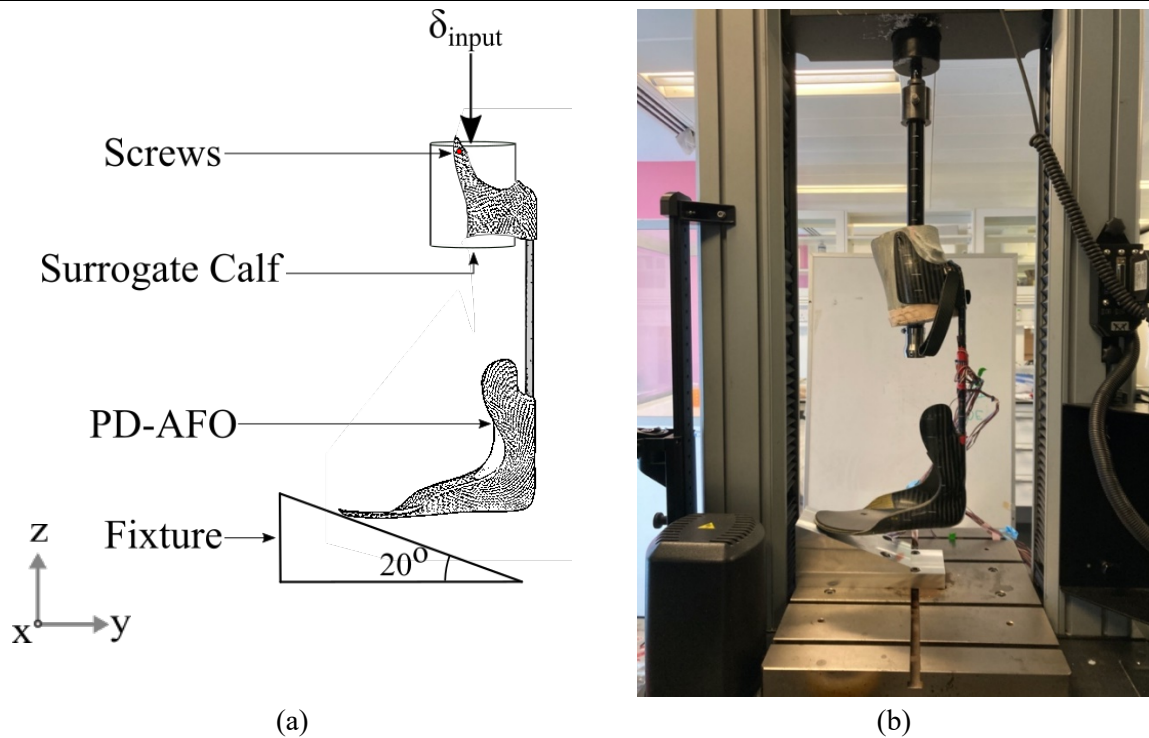 δinput
Screws
Surrogate Calf
PD-AFO
Fixture
20°
z
x
y
(a)
(b)